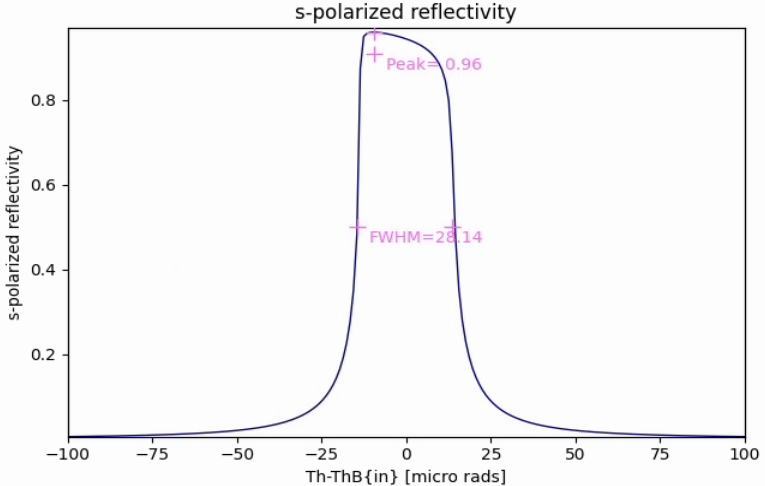 s-polarized reflectivity
Peak= 0.96
0.8
0.6
s-polarized reflectivity
FWHM=28.14
0.4
0.2
−100
−75
−50
−25
0
25
50
75
100
Th-ThB{in} [micro rads]